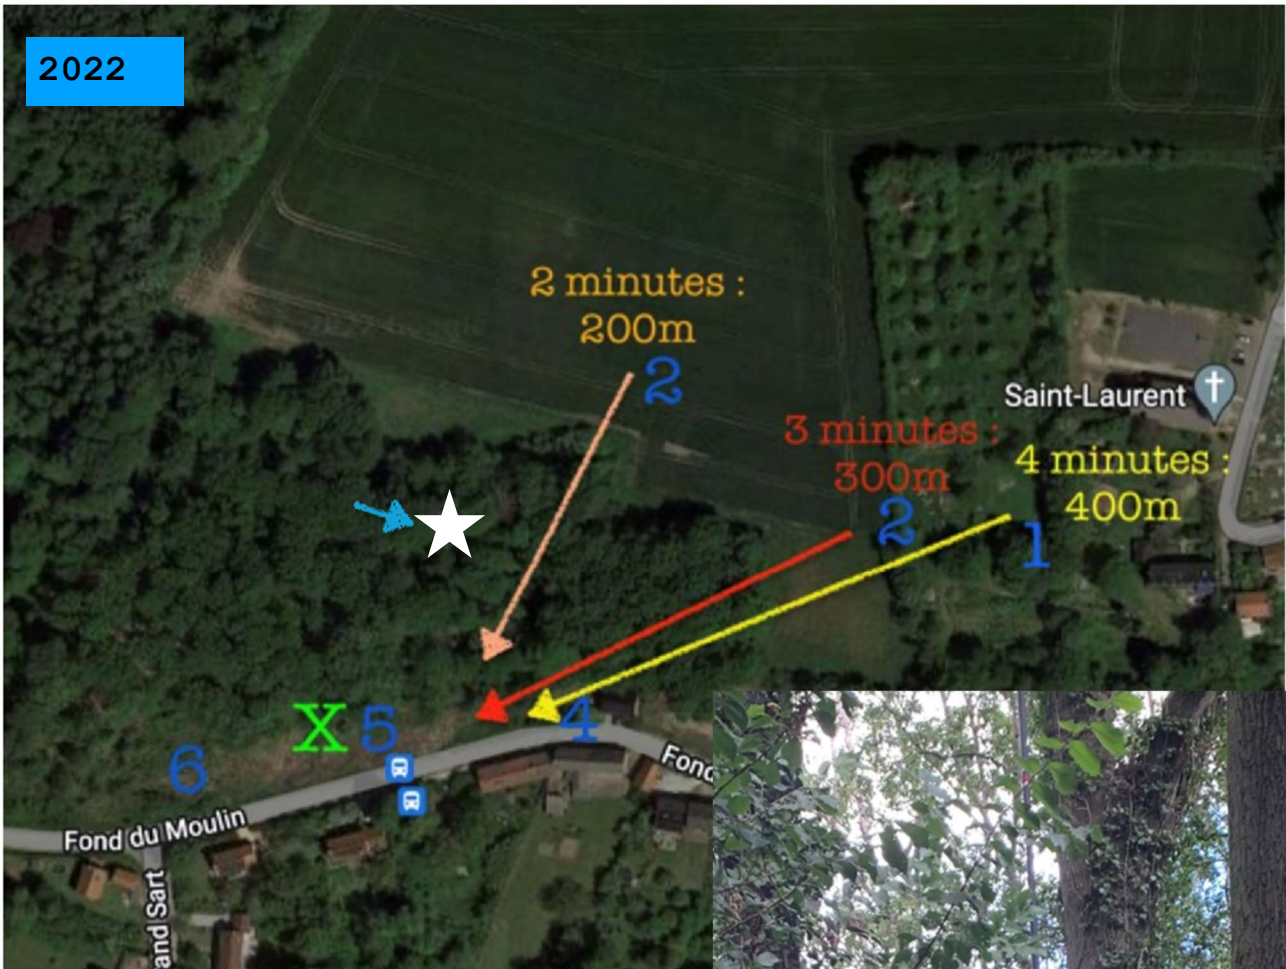 2022
2 minutes :
200m
2
Saint-Laurent
3 minutes :
300m
2
4 minutes :
400m
1
X
5
4
6
Fond
Fond du Moulin
and Sart